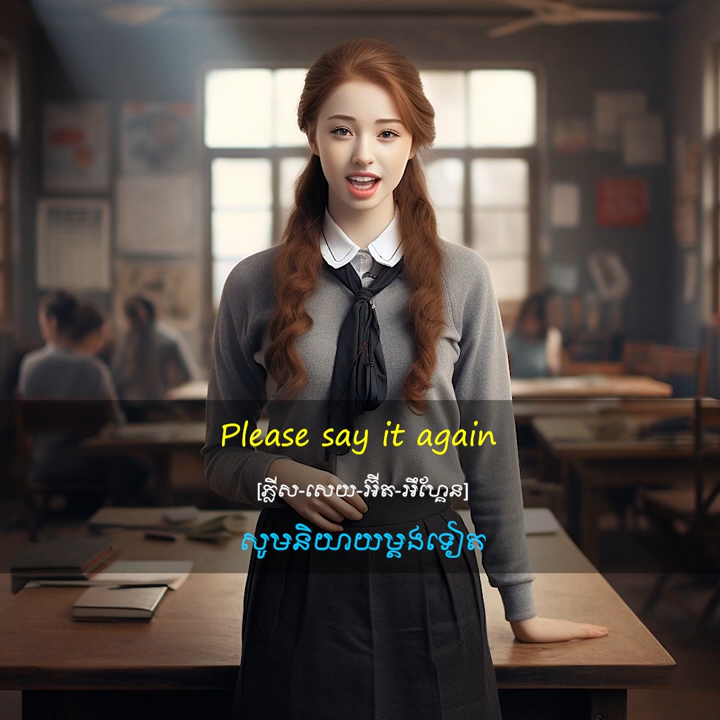 Please say it again
[ភ្លីស-សេយ-អ៊ីត-អឹហ្គែន]
សូមនិយាយម្ដងទៀត